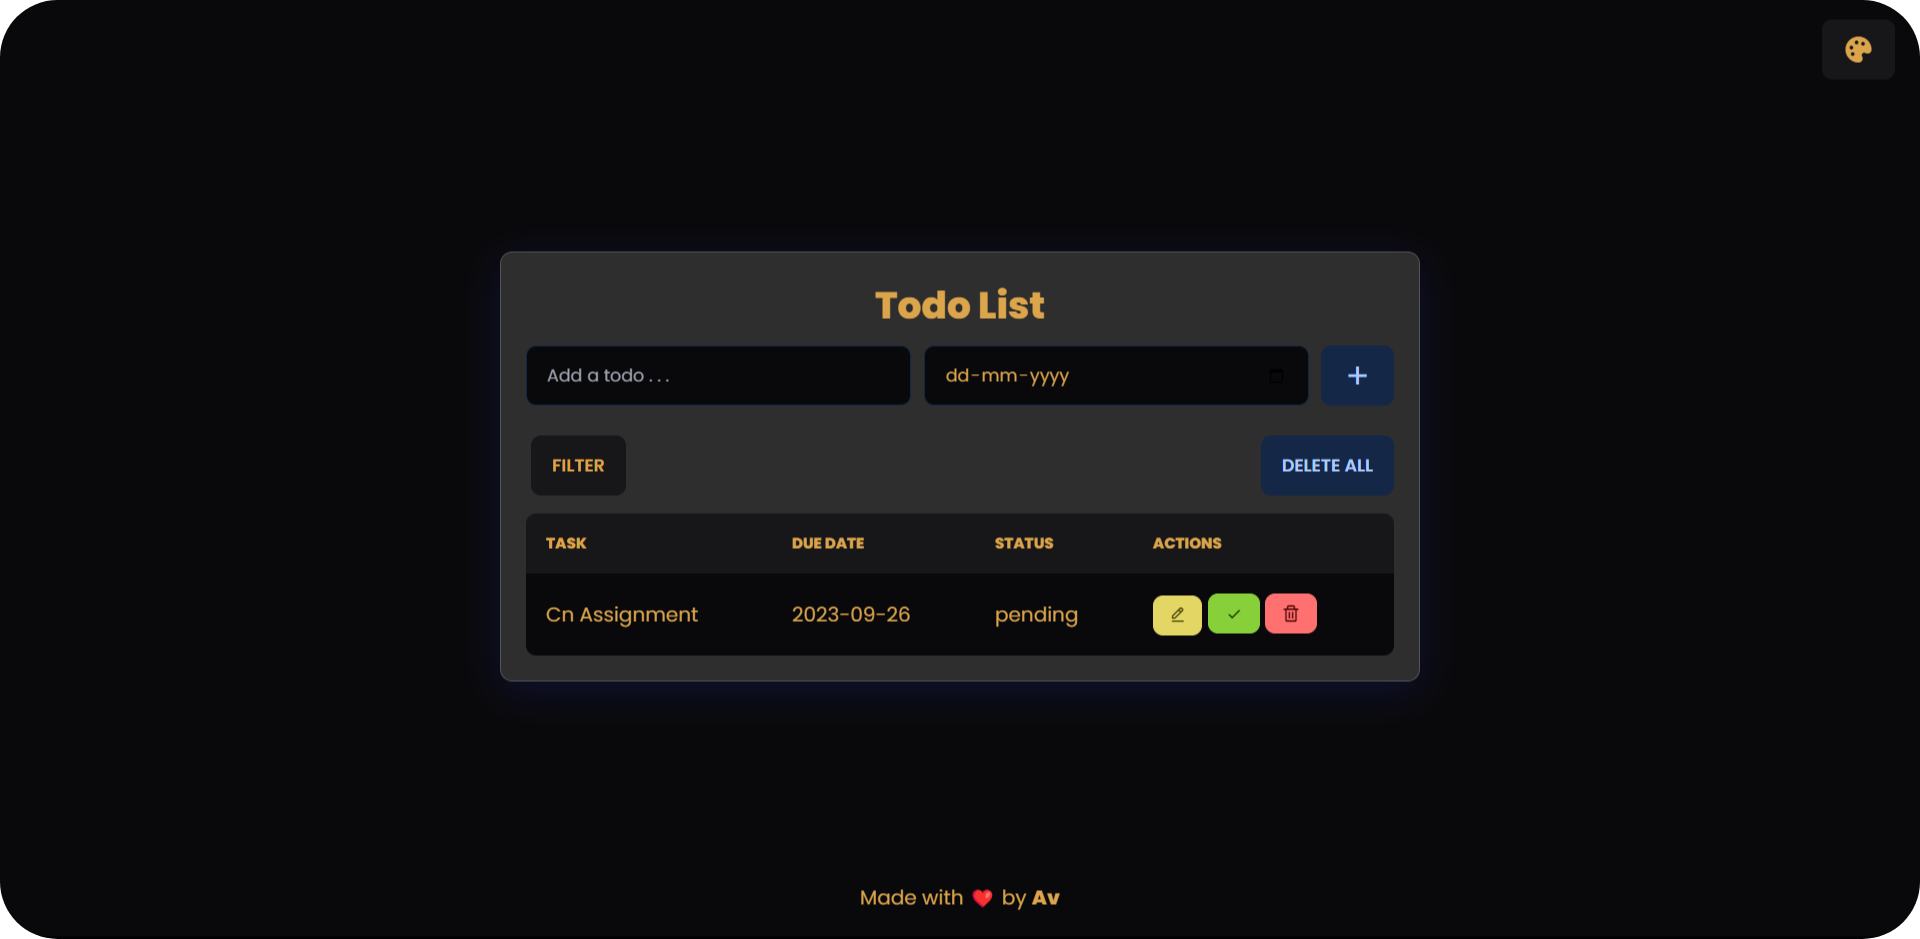 Todo List
Add a todo . . .
dd-mm-yyyy
+
FILTER
DELETE ALL
TASK DUE DATE STATUS ACTIONS
Cn Assignment 2023-09-26 pending
Made with ❤️ by Av